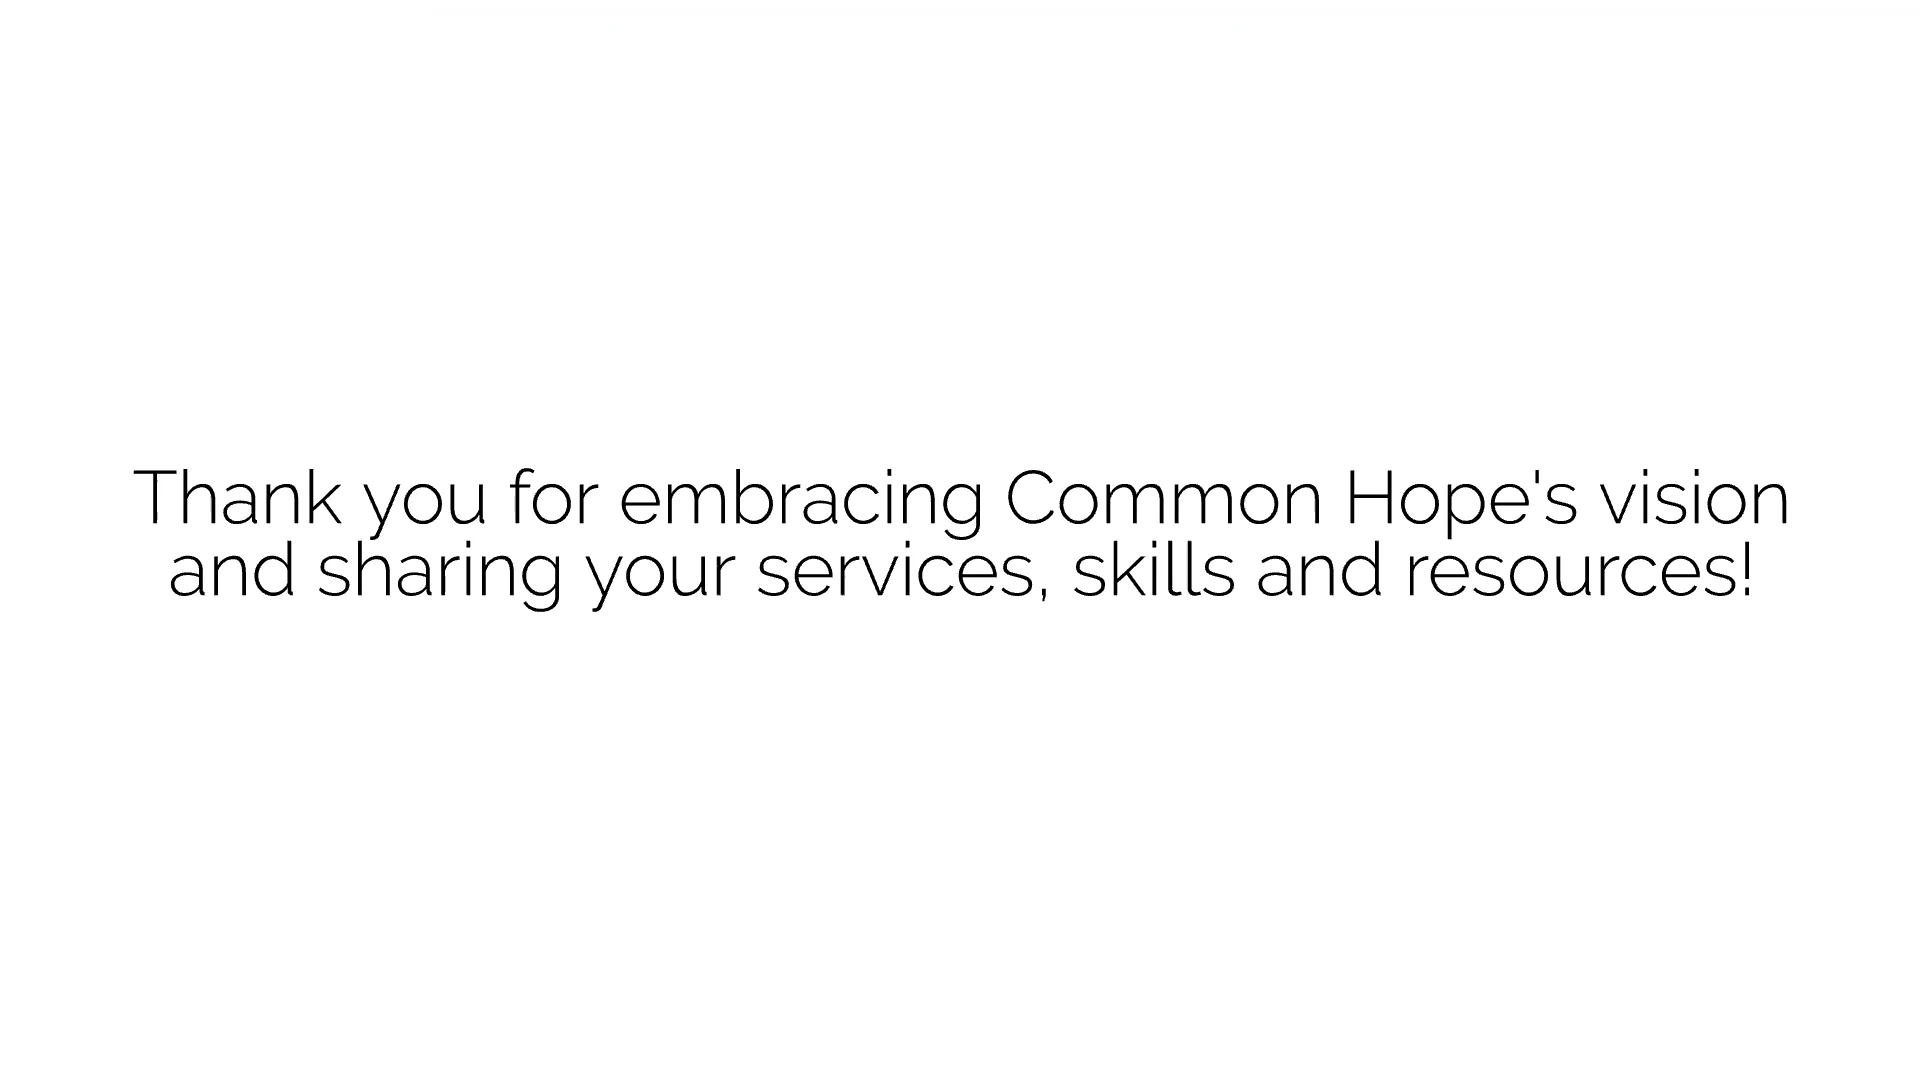 Thank you for embracing Common Hope's vision
and sharing your services, skills and resources!